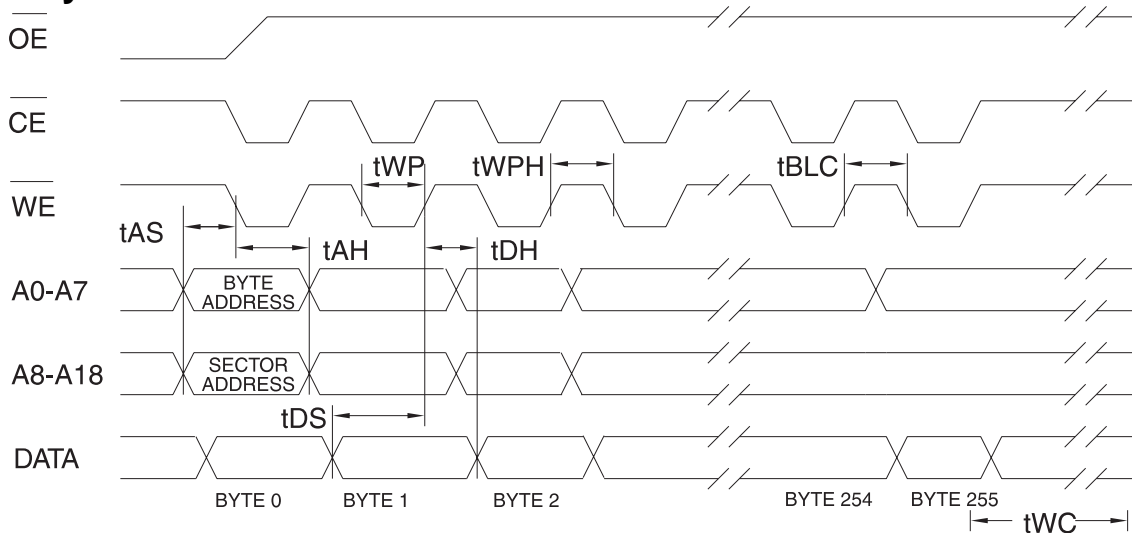 OE
CE
tWP tWPH tBLC
WE
tAS
tAH tDH
A0-A7 BYTE
ADDRESS
A8-A18 SECTOR
ADDRESS
tDS
DATA
BYTE 0 BYTE 1 BYTE 2 BYTE 254 BYTE 255
tWC